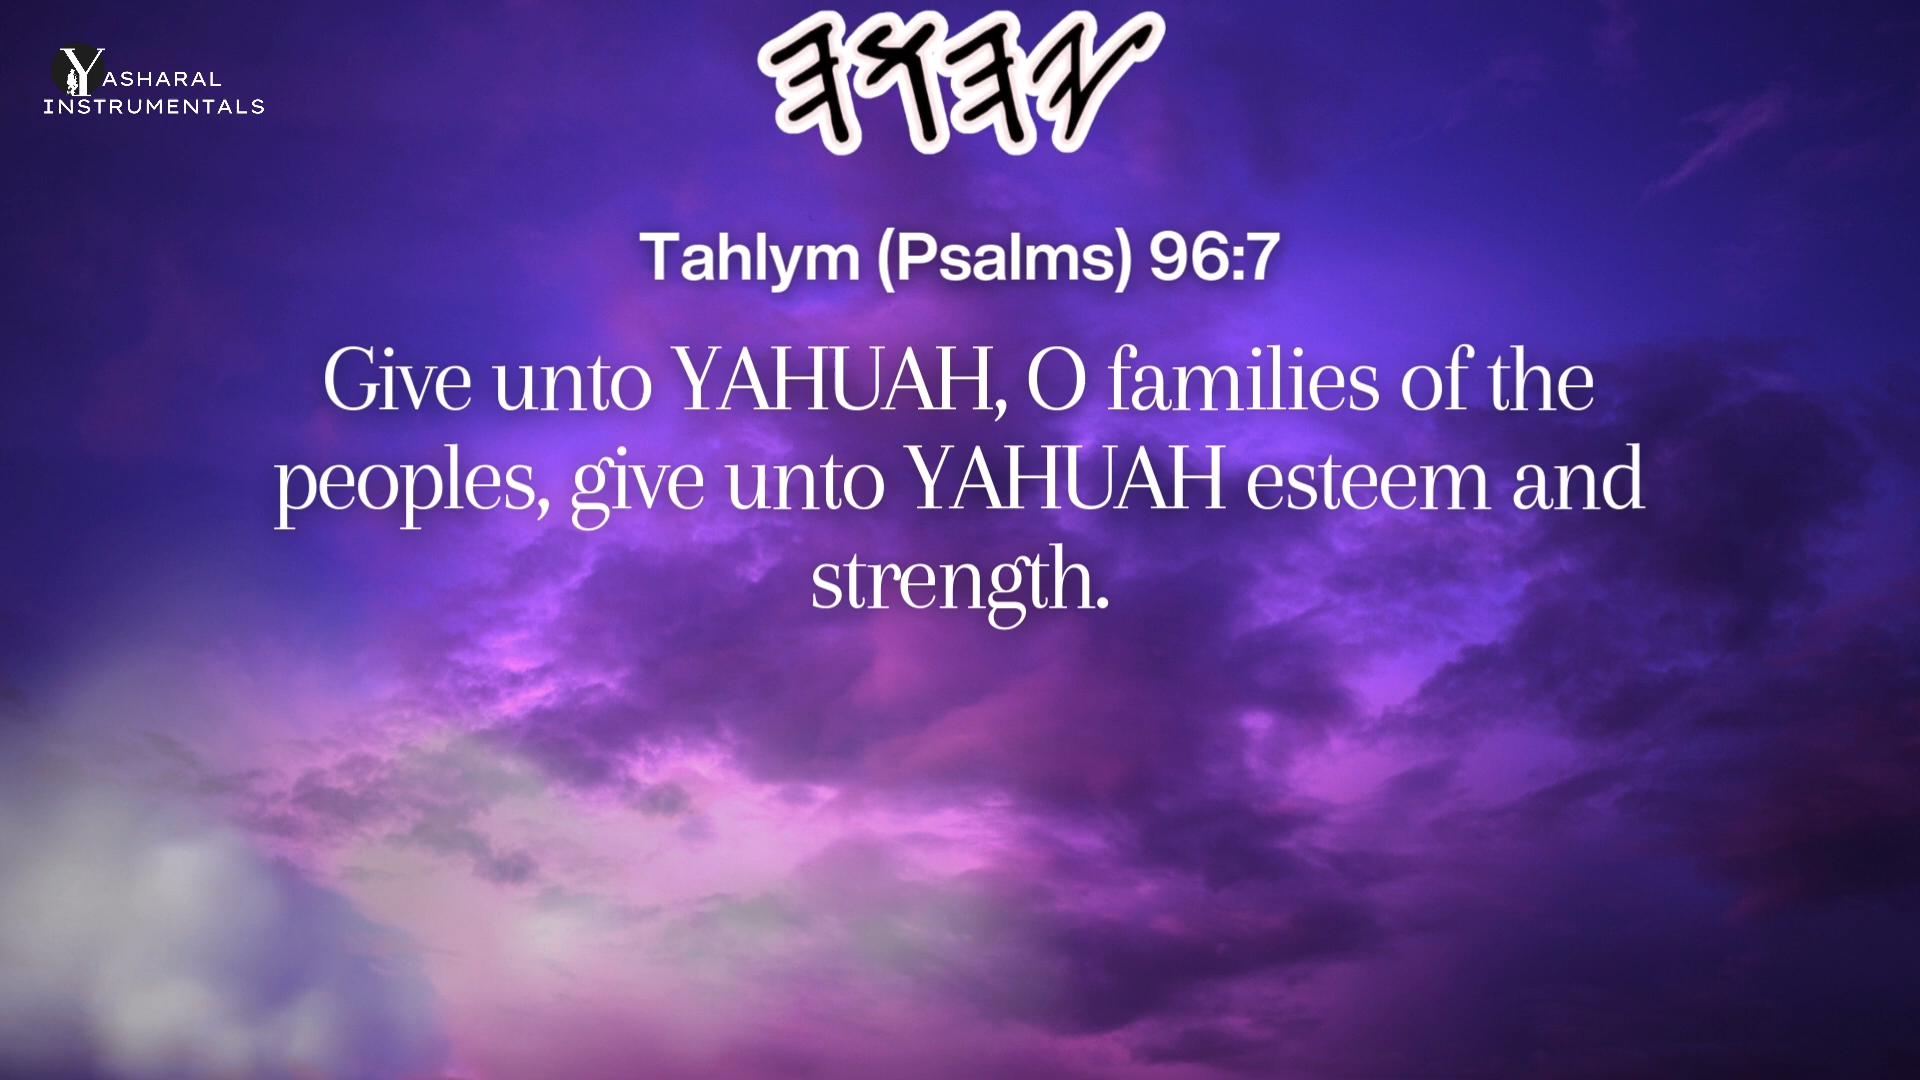 𐤉𐤄𐤅𐤄
YASHARAL
INSTRUMENTALS
Tahlym (Psalms) 96:7
Give unto YAHUAH, O families of the
peoples, give unto YAHUAH esteem and
strength.